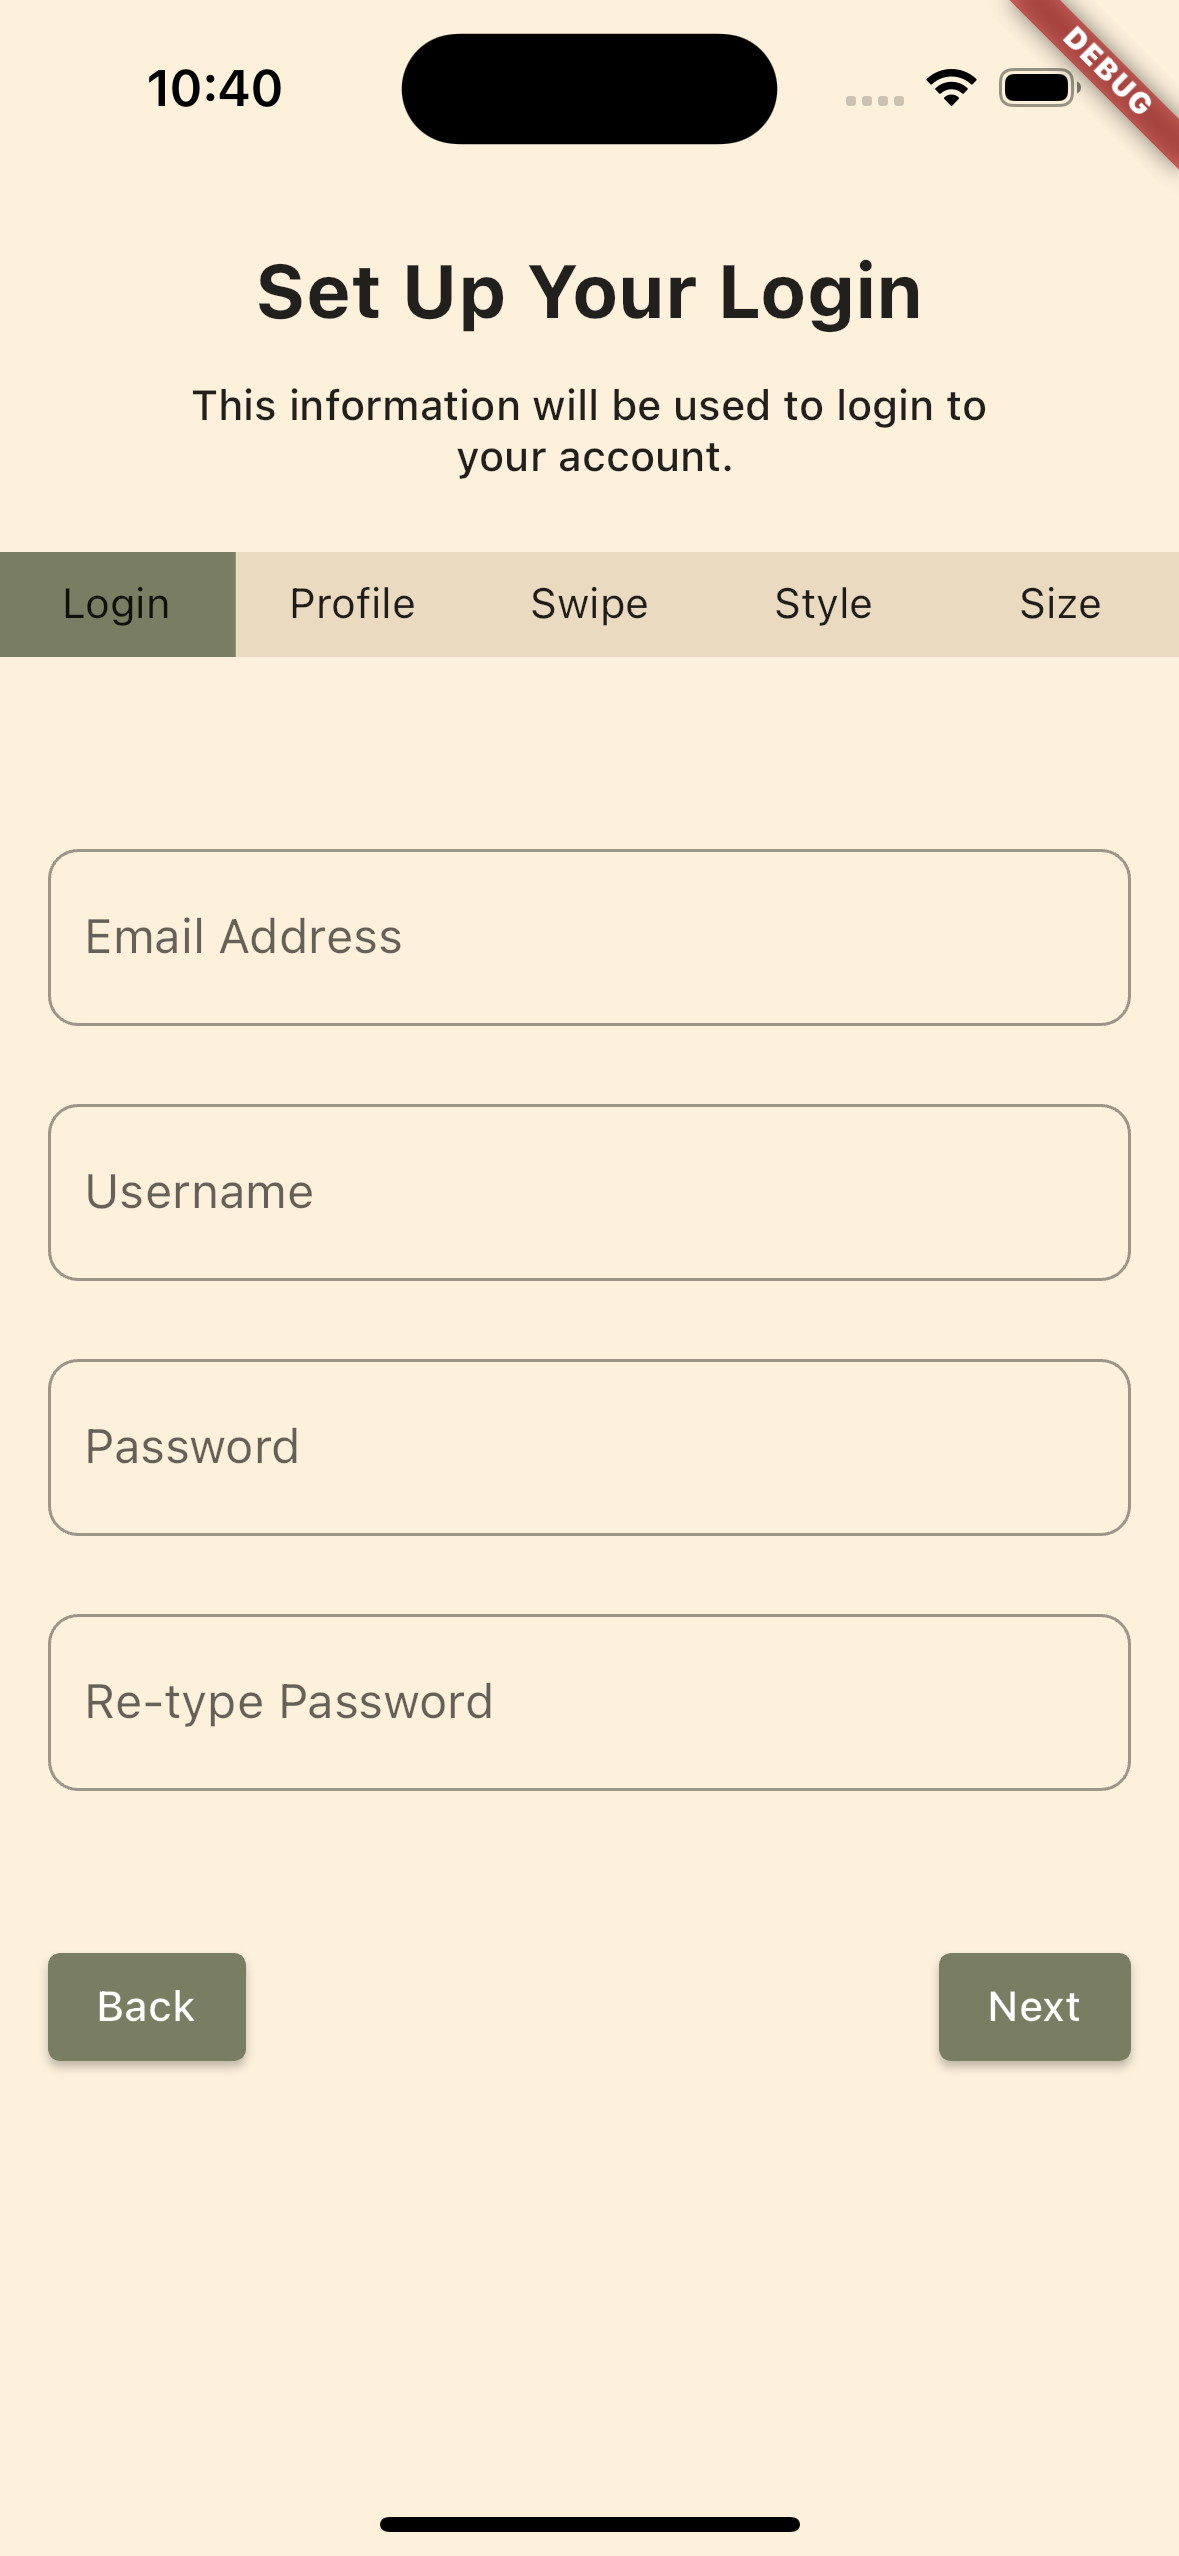 10:40
DEBUG
Set Up Your Login
This information will be used to login to
your account.
Login Profile Swipe Style Size
Email Address
Username
Password
Re-type Password
Back Next